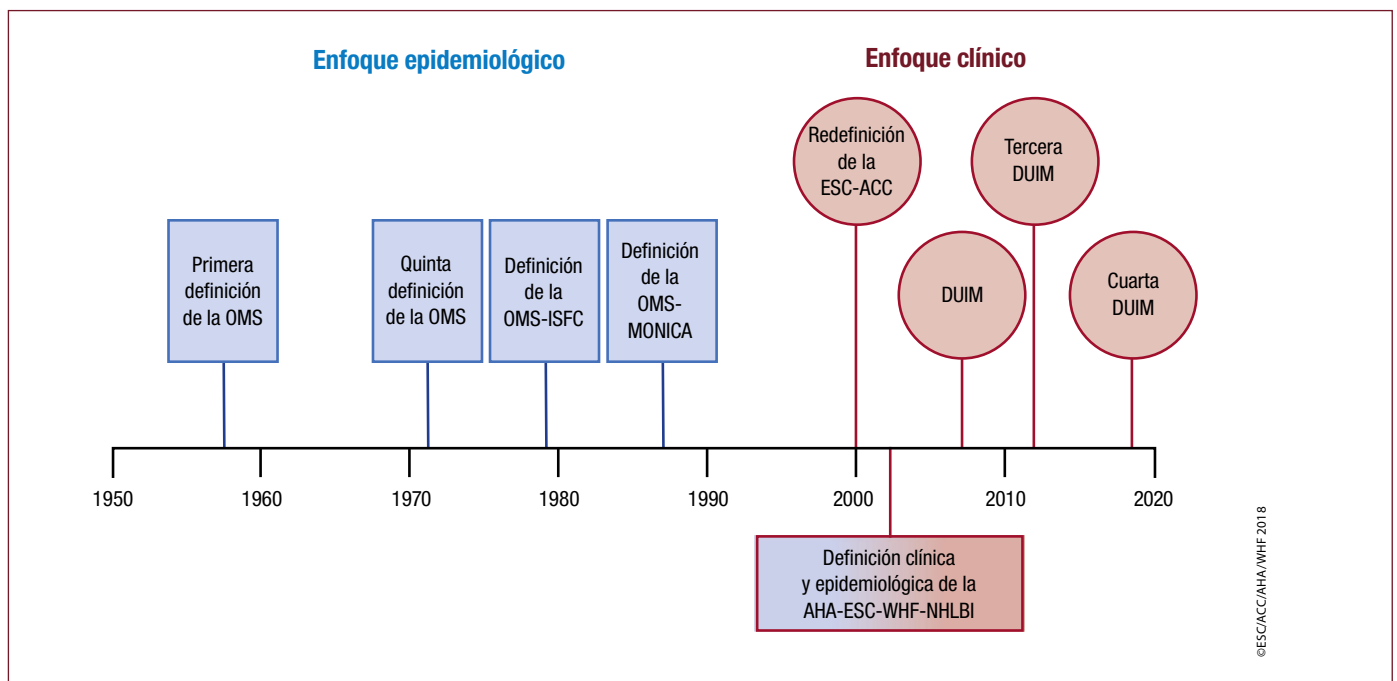 Enfoque epidemiológico
Enfoque clínico
Redefinición
de la
ESC-ACC
Tercera
DUIM
Primera
definición
de la OMS
Quinta
definición
de la OMS
Definición
de la
OMS-ISFC
Definición
de la
OMS-
MONICA
DUIM
Cuarta
DUIM
1950
1960
1970
1980
1990
2000
2010
2020
Definición clínica
y epidemiológica de la
AHA-ESC-WHF-NHLBI
©ESC/ACC/AHA/WHF 2018